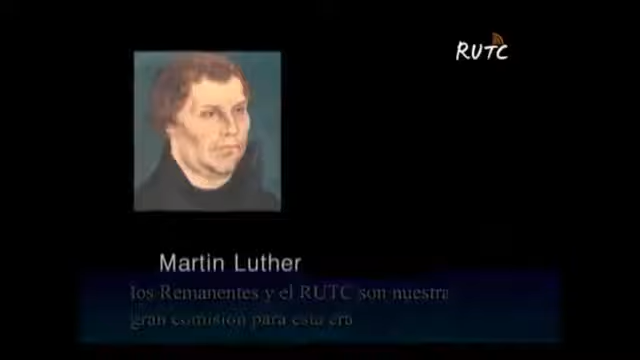 RUTC
Martin Luther
los Remanentes y el RUTC son nuestra
gran comisión para esta era